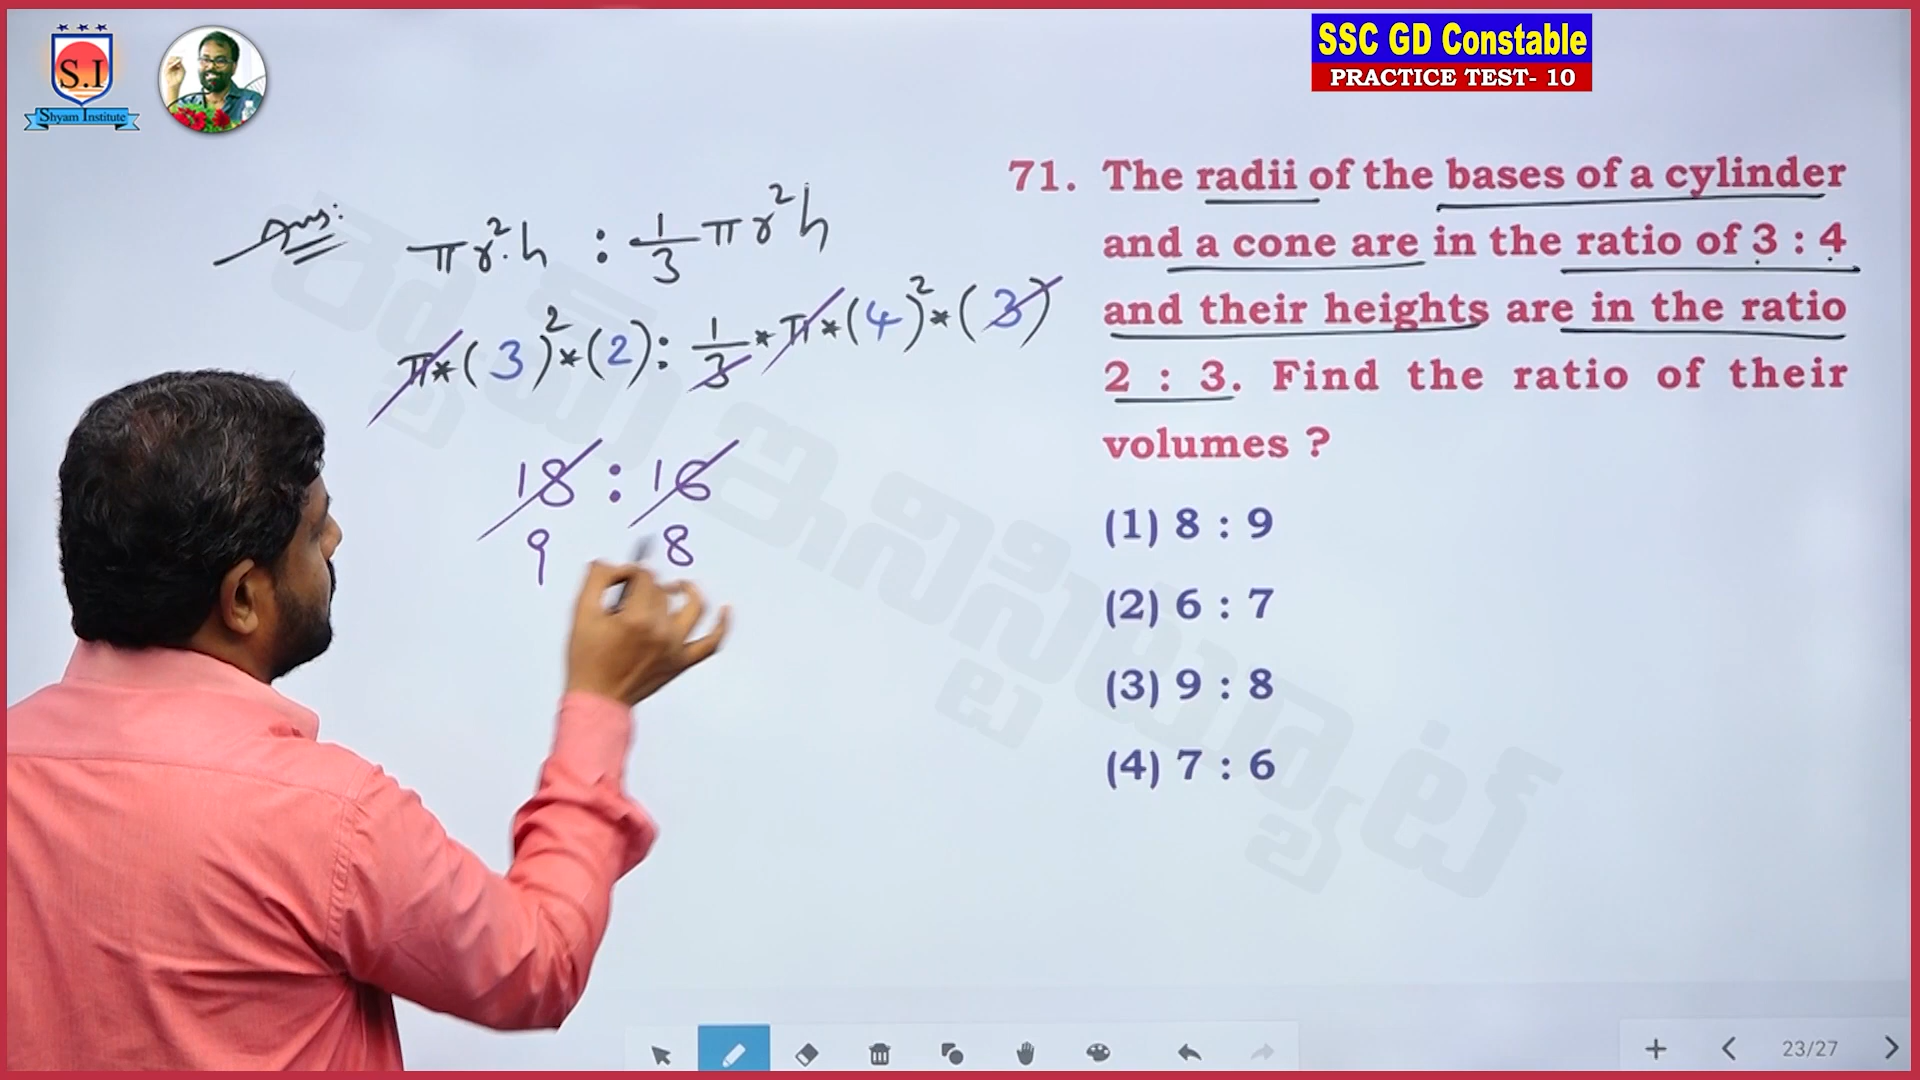 S.I
Shyam Institute
SSC GD Constable
PRACTICE TEST- 10
71. The radii of the bases of a cylinder
and a cone are in the ratio of 3 : 4
and their heights are in the ratio
2 : 3. Find the ratio of their
volumes ?
(1) 8 : 9
(2) 6 : 7
(3) 9 : 8
(4) 7 : 6
Ans:
πr².h : 1/3 πr²h
π*(3)²*(2) : 1/3 * π*(4)²*(3)
18 : 16
9 8
23/27